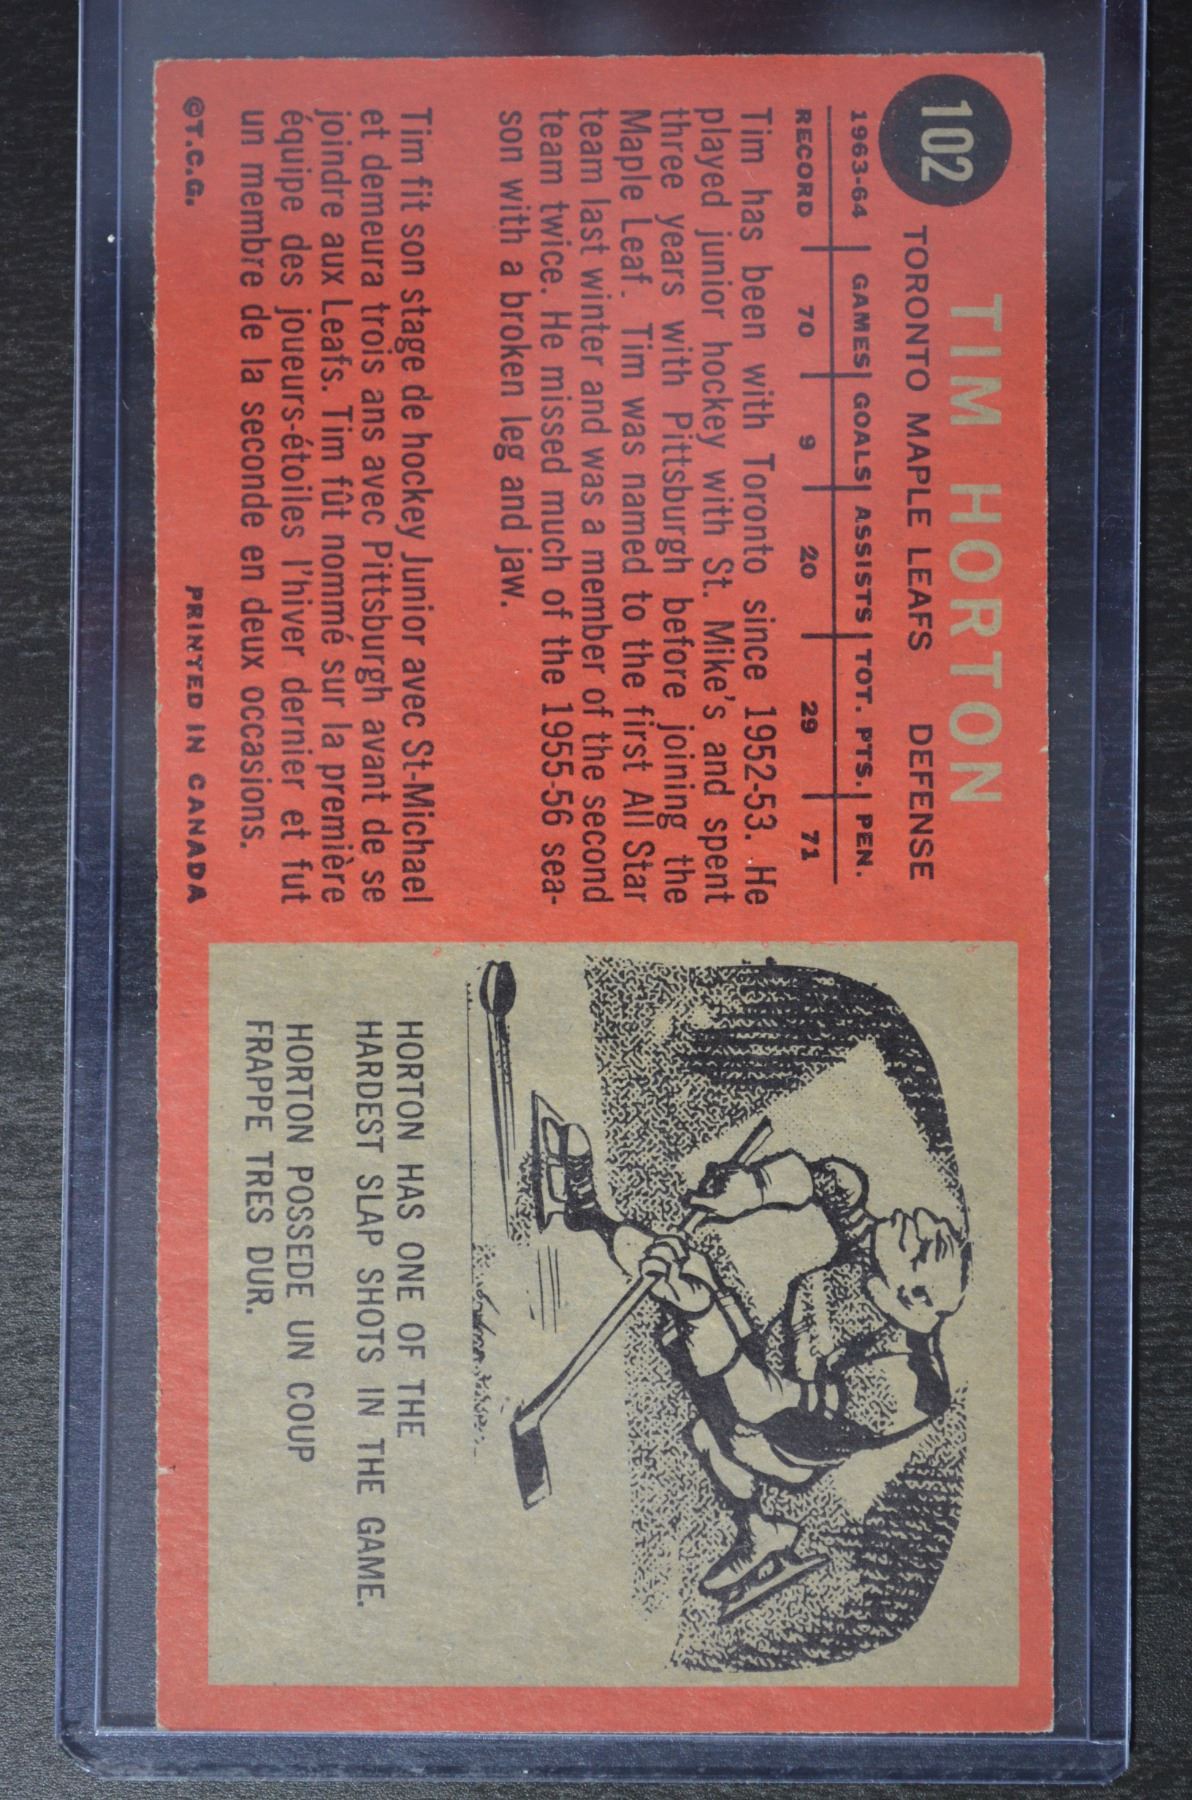 102
TIM HORTON
TORONTO MAPLE LEAFS DEFENSE
1963-64 GAMES GOALS ASSISTS TOT. PTS. PEN.
RECORD 70 9 20 29 71
Tim has been with Toronto since 1952-53. He
played junior hockey with St. Mike's and spent
three years with Pittsburgh before joining the
Maple Leaf. Tim was named to the first All Star
team last winter and was a member of the second
team twice. He missed much of the 1955-56 sea-
son with a broken leg and jaw.
Tim fit son stage de hockey Junior avec St-Michael
et demeura trois ans avec Pittsburgh avant de se
joindre aux Leafs. Tim fût nommé sur la première
équipe des joueurs-étoiles l'hiver dernier et fut
un membre de la seconde en deux occasions.
©T.C.G. PRINTED IN CANADA
HORTON HAS ONE OF THE
HARDEST SLAP SHOTS IN THE GAME.
HORTON POSSEDE UN COUP
FRAPPE TRES DUR.